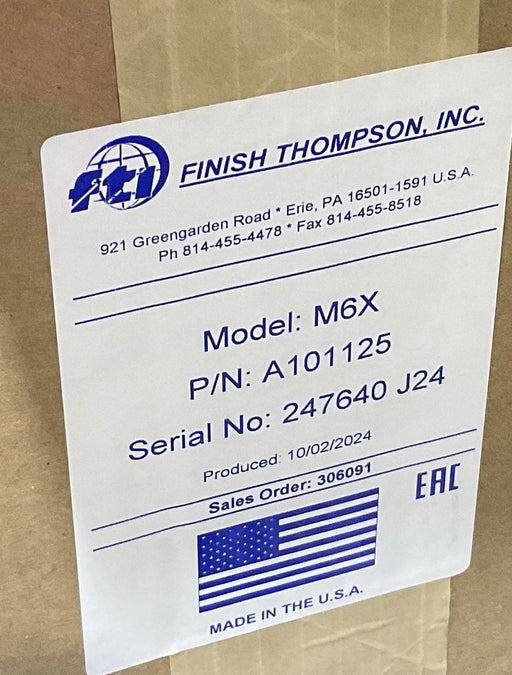 fti
FINISH THOMPSON, INC.
921 Greengarden Road * Erie, PA 16501-1591 U.S.A.
Ph 814-455-4478 * Fax 814-455-8518
Model: M6X
P/N: A101125
Serial No: 247640 J24
Produced: 10/02/2024
Sales Order: 306091
EAC
MADE IN THE U.S.A.